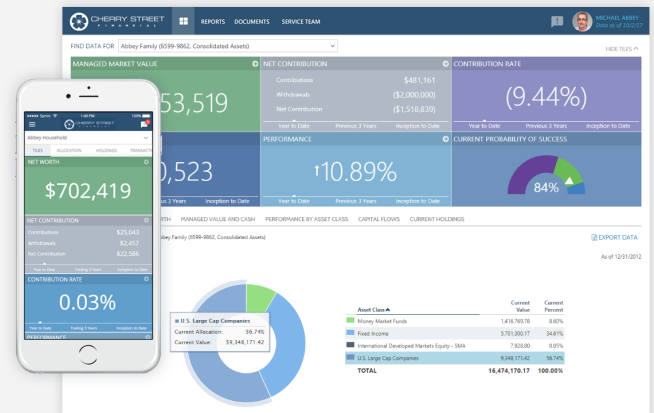 CHERRY STREET
FINANCIAL
REPORTS DOCUMENTS SERVICE TEAM
MICHAEL ABBEY
Data as of 10/2/17
FIND DATA FOR Abbey Family (6599-9862, Consolidated Assets)
HIDE TILES
MANAGED MARKET VALUE
53,519
NET CONTRIBUTION
Contributions $481,161
Withdrawals ($2,000,000)
Net Contribution ($1,518,839)
Year to Date Previous 3 Years Inception to Date
CONTRIBUTION RATE
(9.44%)
Year to Date Previous 3 Years Inception to Date
0,523
ous 3 Years Inception to Date
PERFORMANCE
↑10.89%
Year to Date Previous 3 Years Inception to Date
CURRENT PROBABILITY OF SUCCESS
84%
RTH MANAGED VALUE AND CASH PERFORMANCE BY ASSET CLASS CAPITAL FLOWS CURRENT HOLDINGS
bbey Family (6599-9862, Consolidated Assets)
EXPORT DATA
As of 12/31/2012
U.S. Large Cap Companies
Current Allocation: 56.74%
Current Value: $9,348,171.42
Asset Class Current Value Current Percent
Money Market Funds 1,416,769.78 8.60%
Fixed Income 5,701,300.17 34.61%
International Developed Markets Equity - SMA 7,928.80 0.05%
U.S. Large Cap Companies 9,348,171.42 56.74%
TOTAL 16,474,170.17 100.00%
Sprint 1:00 PM 100%
CHERRY STREET
FINANCIAL
Abbey Household
TILES ALLOCATION HOLDINGS TRANSACTI
NET WORTH
$702,419
NET CONTRIBUTION
Contributions $25,043
Withdrawals $2,457
Net Contribution $22,586
Year to Date Trailing 3 Years Inception to Date
CONTRIBUTION RATE
0.03%
Year to Date Trailing 3 Years Inception to Date
PERFORMANCE